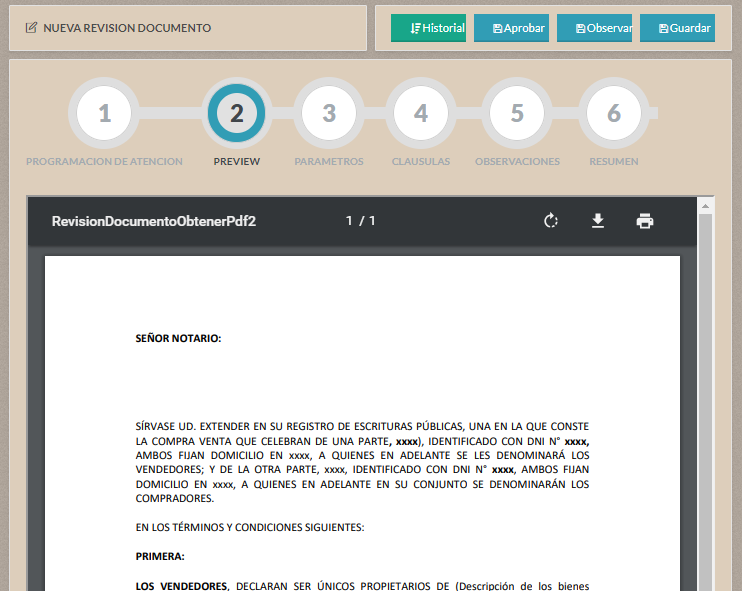 NUEVA REVISION DOCUMENTO
Historial
Aprobar
Observar
Guardar
1
2
3
4
5
6
PROGRAMACION DE ATENCION
PREVIEW
PARAMETROS
CLAUSULAS
OBSERVACIONES
RESUMEN
RevisionDocumentoObtenerPdf2
1 / 1
SEÑOR NOTARIO:
SÍRVASE UD. EXTENDER EN SU REGISTRO DE ESCRITURAS PÚBLICAS, UNA EN LA QUE CONSTE
LA COMPRA VENTA QUE CELEBRAN DE UNA PARTE, xxxx), IDENTIFICADO CON DNI N° xxxx,
AMBOS FIJAN DOMICILIO EN xxxx, A QUIENES EN ADELANTE SE LES DENOMINARÁ LOS
VENDEDORES; Y DE LA OTRA PARTE, xxxx, IDENTIFICADO CON DNI N° xxxx, AMBOS FIJAN
DOMICILIO EN xxxx, A QUIENES EN ADELANTE EN SU CONJUNTO SE DENOMINARÁN LOS
COMPRADORES.
EN LOS TÉRMINOS Y CONDICIONES SIGUIENTES:
PRIMERA:
LOS VENDEDORES, DECLARAN SER ÚNICOS PROPIETARIOS DE (Descripción de los bienes